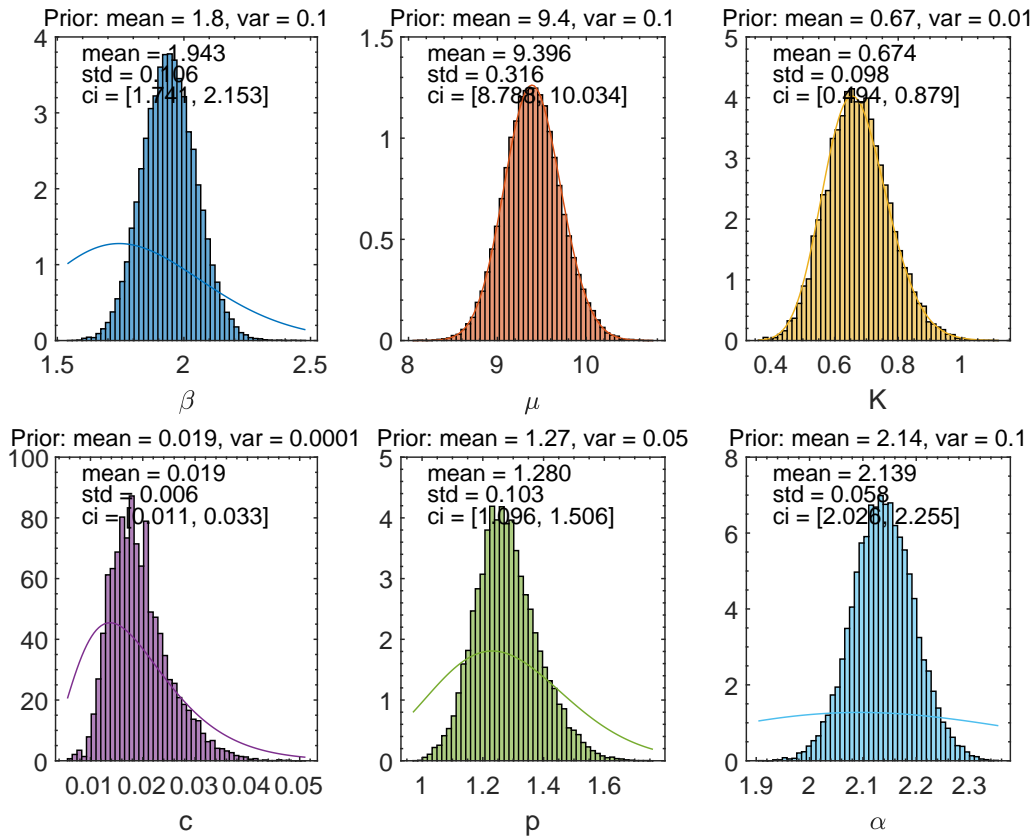 Prior: mean = 1.8, var = 0.1
mean = 1.943
std = 0.106
ci = [1.741, 2.153]
4
3
2
1
0
1.5 2 2.5
β
Prior: mean = 9.4, var = 0.1
mean = 9.396
std = 0.316
ci = [8.788, 10.034]
1.5
1
0.5
0
8 9 10
μ
Prior: mean = 0.67, var = 0.01
mean = 0.674
std = 0.098
ci = [0.494, 0.879]
5
4
3
2
1
0
0.4 0.6 0.8 1
K
Prior: mean = 0.019, var = 0.0001
mean = 0.019
std = 0.006
ci = [0.011, 0.033]
100
80
60
40
20
0
0.01 0.02 0.03 0.04 0.05
c
Prior: mean = 1.27, var = 0.05
mean = 1.280
std = 0.103
ci = [1.096, 1.506]
5
4
3
2
1
0
1 1.2 1.4 1.6
p
Prior: mean = 2.14, var = 0.1
mean = 2.139
std = 0.058
ci = [2.026, 2.255]
8
6
4
2
0
1.9 2 2.1 2.2 2.3
α